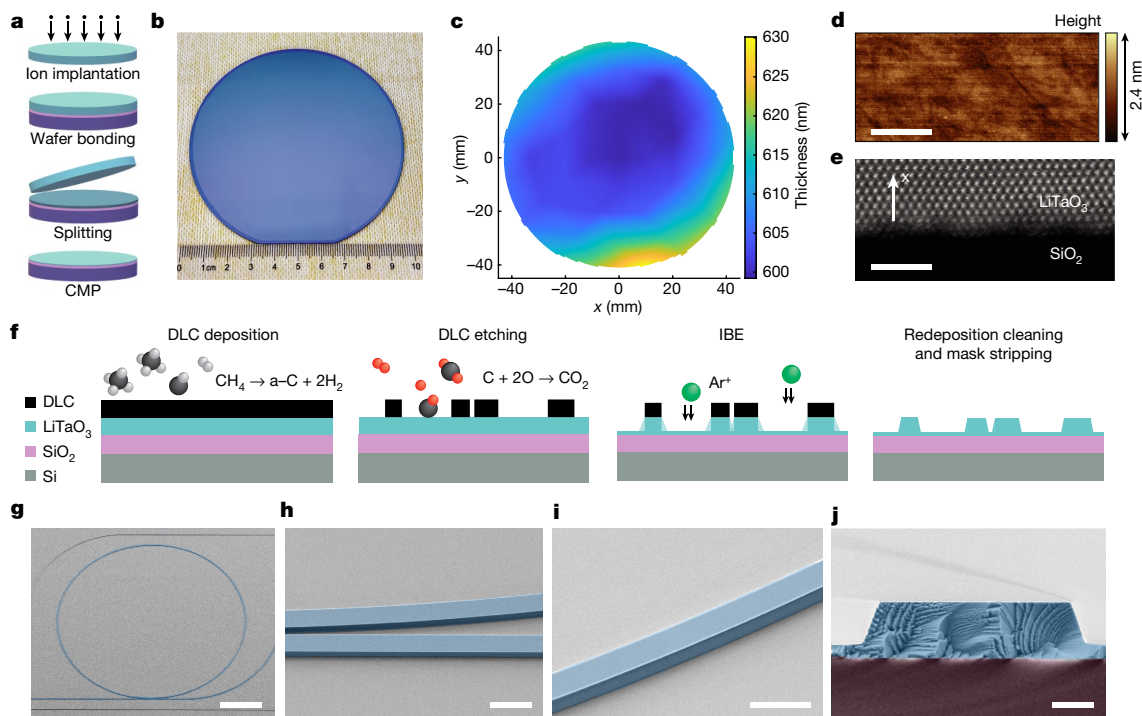 a
Ion implantation
Wafer bonding
Splitting
CMP
b
0 1cm 2 3 4 5 6 7 8 9 10
c
40
20
0
−20
−40
y (mm)
−40 −20 0 20 40
x (mm)
630
625
620
615
610
605
600
Thickness (nm)
d
Height
2.4 nm
e
x
LiTaO₃
SiO₂
f
DLC deposition
CH₄ → a–C + 2H₂
DLC etching
C + 2O → CO₂
IBE
Ar⁺
Redeposition cleaning
and mask stripping
DLC
LiTaO₃
SiO₂
Si
g
h
i
j